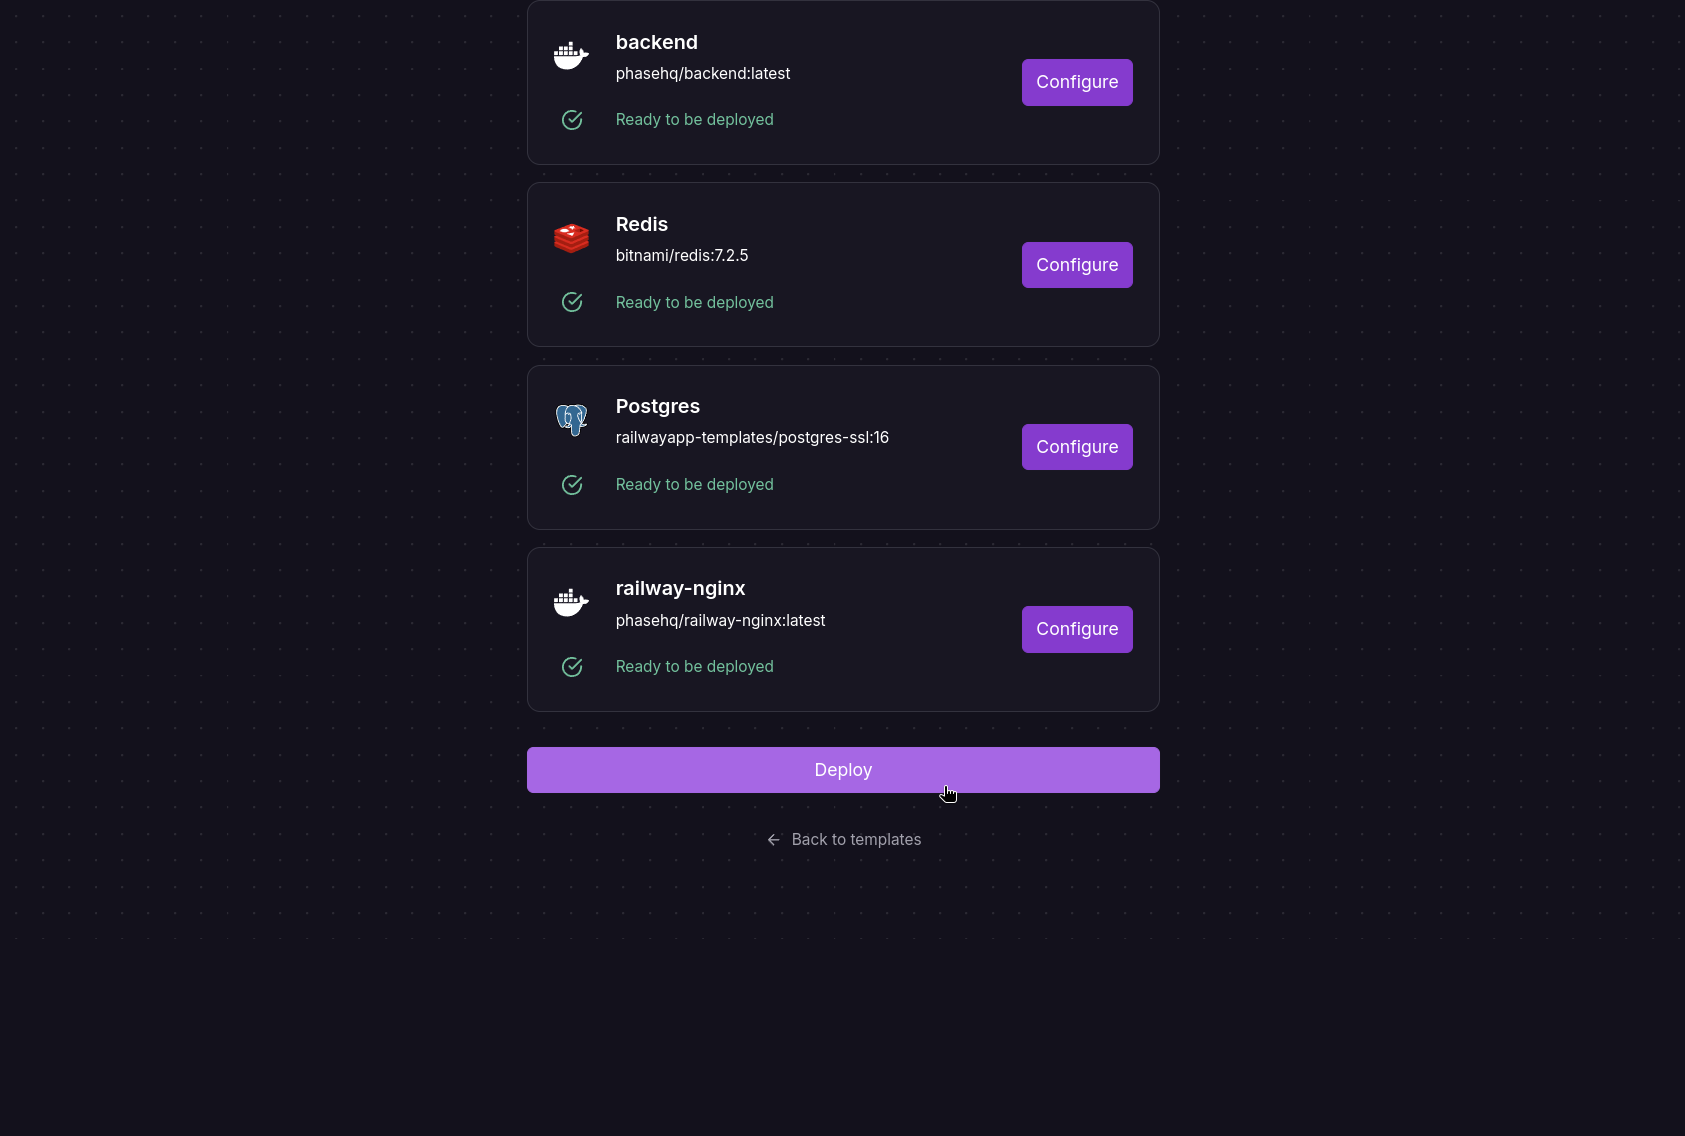 backend
phasehq/backend:latest
Configure
Ready to be deployed
Redis
bitnami/redis:7.2.5
Configure
Ready to be deployed
Postgres
railwayapp-templates/postgres-ssl:16
Configure
Ready to be deployed
railway-nginx
phasehq/railway-nginx:latest
Configure
Ready to be deployed
Deploy
Back to templates